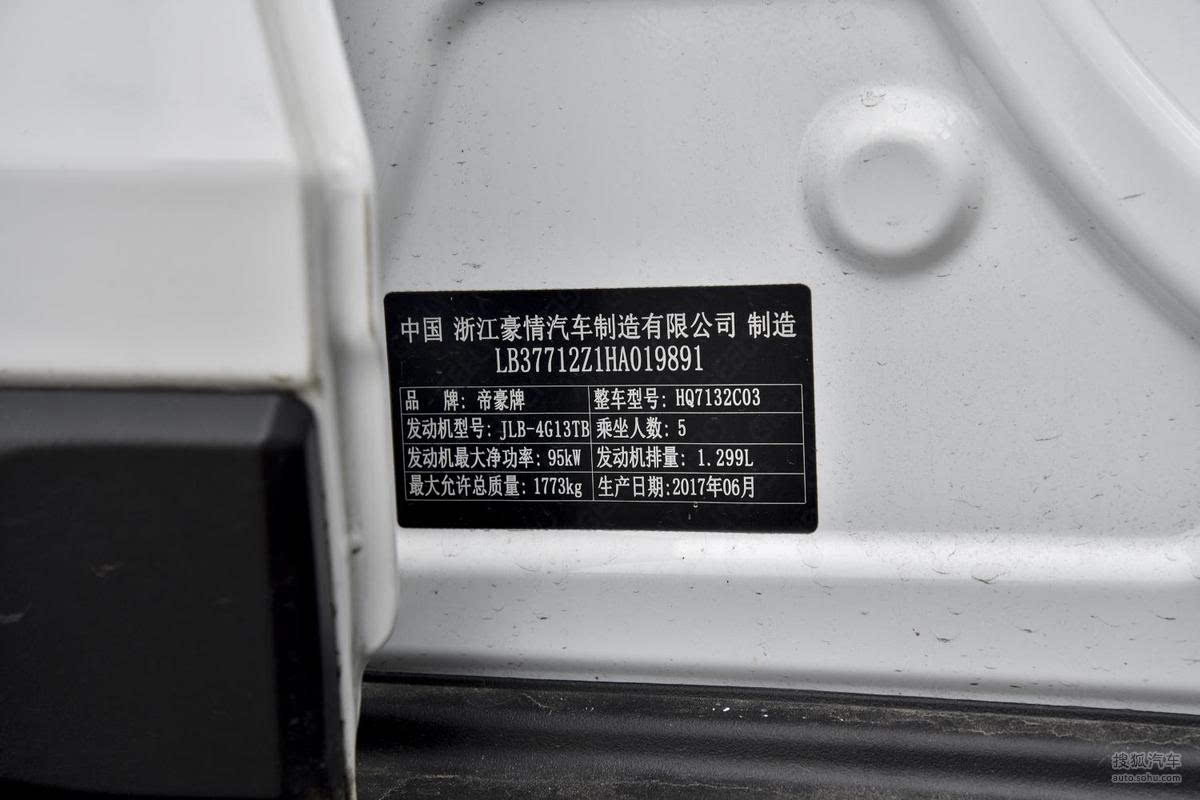 中国 浙江豪情汽车制造有限公司 制造
LB37712Z1HA019891
品 牌: 帝豪牌 整车型号: HQ7132C03
发动机型号: JLB-4G13TB 乘坐人数: 5
发动机最大净功率: 95kW 发动机排量: 1.299L
最大允许总质量: 1773kg 生产日期:2017年06月
搜狐汽车
auto.sohu.com